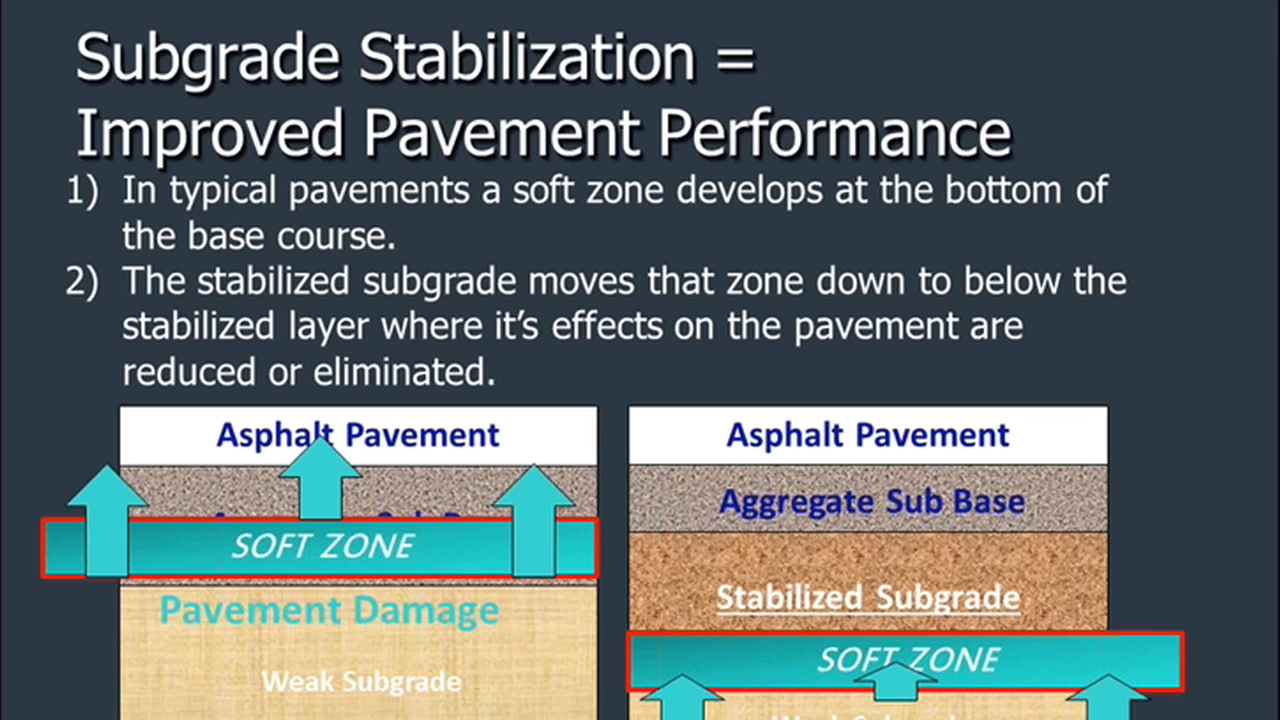 Subgrade Stabilization =
Improved Pavement Performance
1) In typical pavements a soft zone develops at the bottom of
the base course.
2) The stabilized subgrade moves that zone down to below the
stabilized layer where it's effects on the pavement are
reduced or eliminated.
Asphalt Pavement
SOFT ZONE
Pavement Damage
Weak Subgrade
Asphalt Pavement
Aggregate Sub Base
Stabilized Subgrade
SOFT ZONE